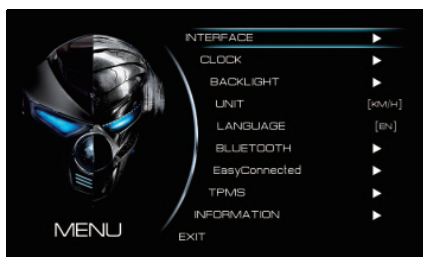 INTERFACE
CLOCK
BACKLIGHT
UNIT [KM/H]
LANGUAGE [EN]
BLUETOOTH
EasyConnected
TPMS
INFORMATION
EXIT
MENU